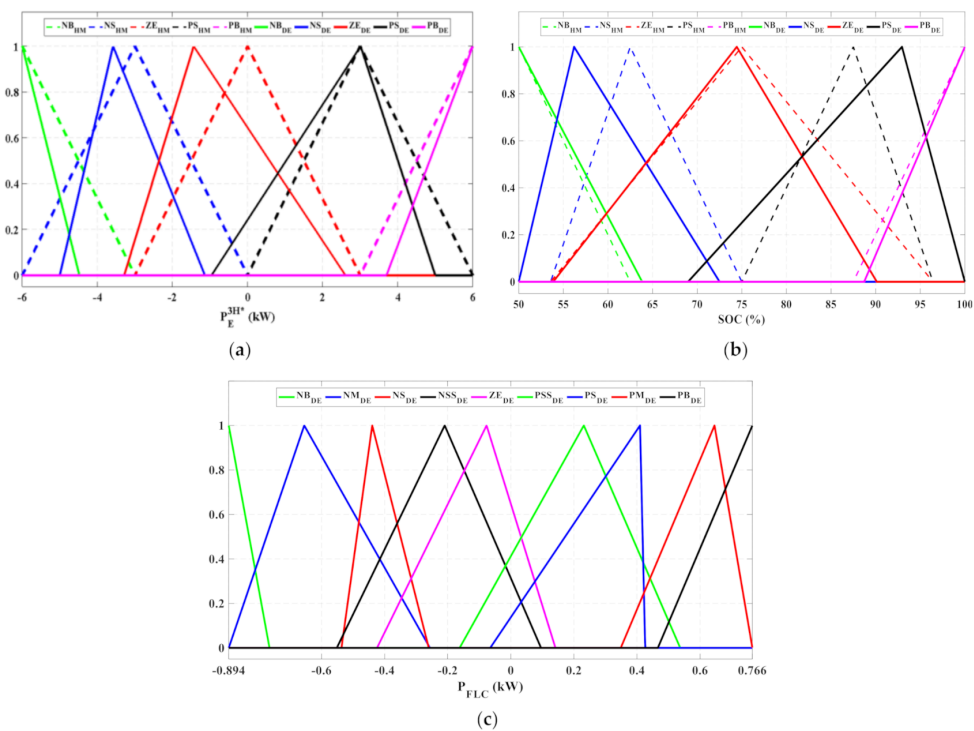 NB_HM NS_HM ZE_HM PS_HM PB_HM NB_DE NS_DE ZE_DE PS_DE PB_DE
1
0.8
0.6
0.4
0.2
0
-6 -4 -2 0 2 4 6
P_E^3H* (kW)
(a)
NB_HM NS_HM ZE_HM PS_HM PB_HM NB_DE NS_DE ZE_DE PS_DE PB_DE
1
0.8
0.6
0.4
0.2
0
50 55 60 65 70 75 80 85 90 95 100
SOC (%)
(b)
NB_DE NM_DE NS_DE NSS_DE ZE_DE PSS_DE PS_DE PM_DE PB_DE
1
0.8
0.6
0.4
0.2
0
-0.894 -0.6 -0.4 -0.2 0 0.2 0.4 0.6 0.766
P_FLC (kW)
(c)